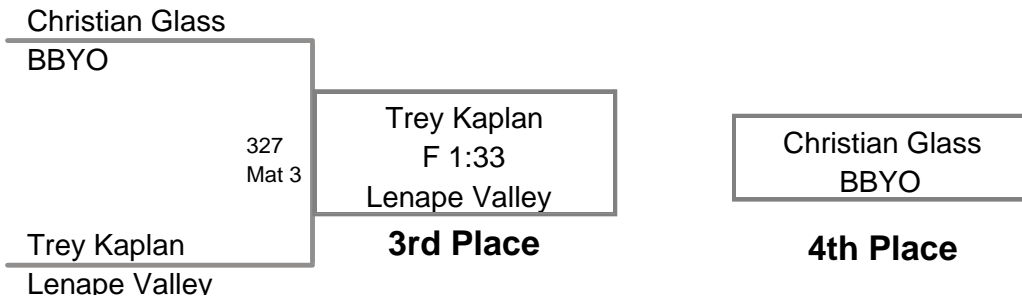 Christian Glass
BBYO
327
Mat 3
Trey Kaplan
F 1:33
Lenape Valley
3rd Place
Christian Glass
BBYO
4th Place
Trey Kaplan
Lenape Valley